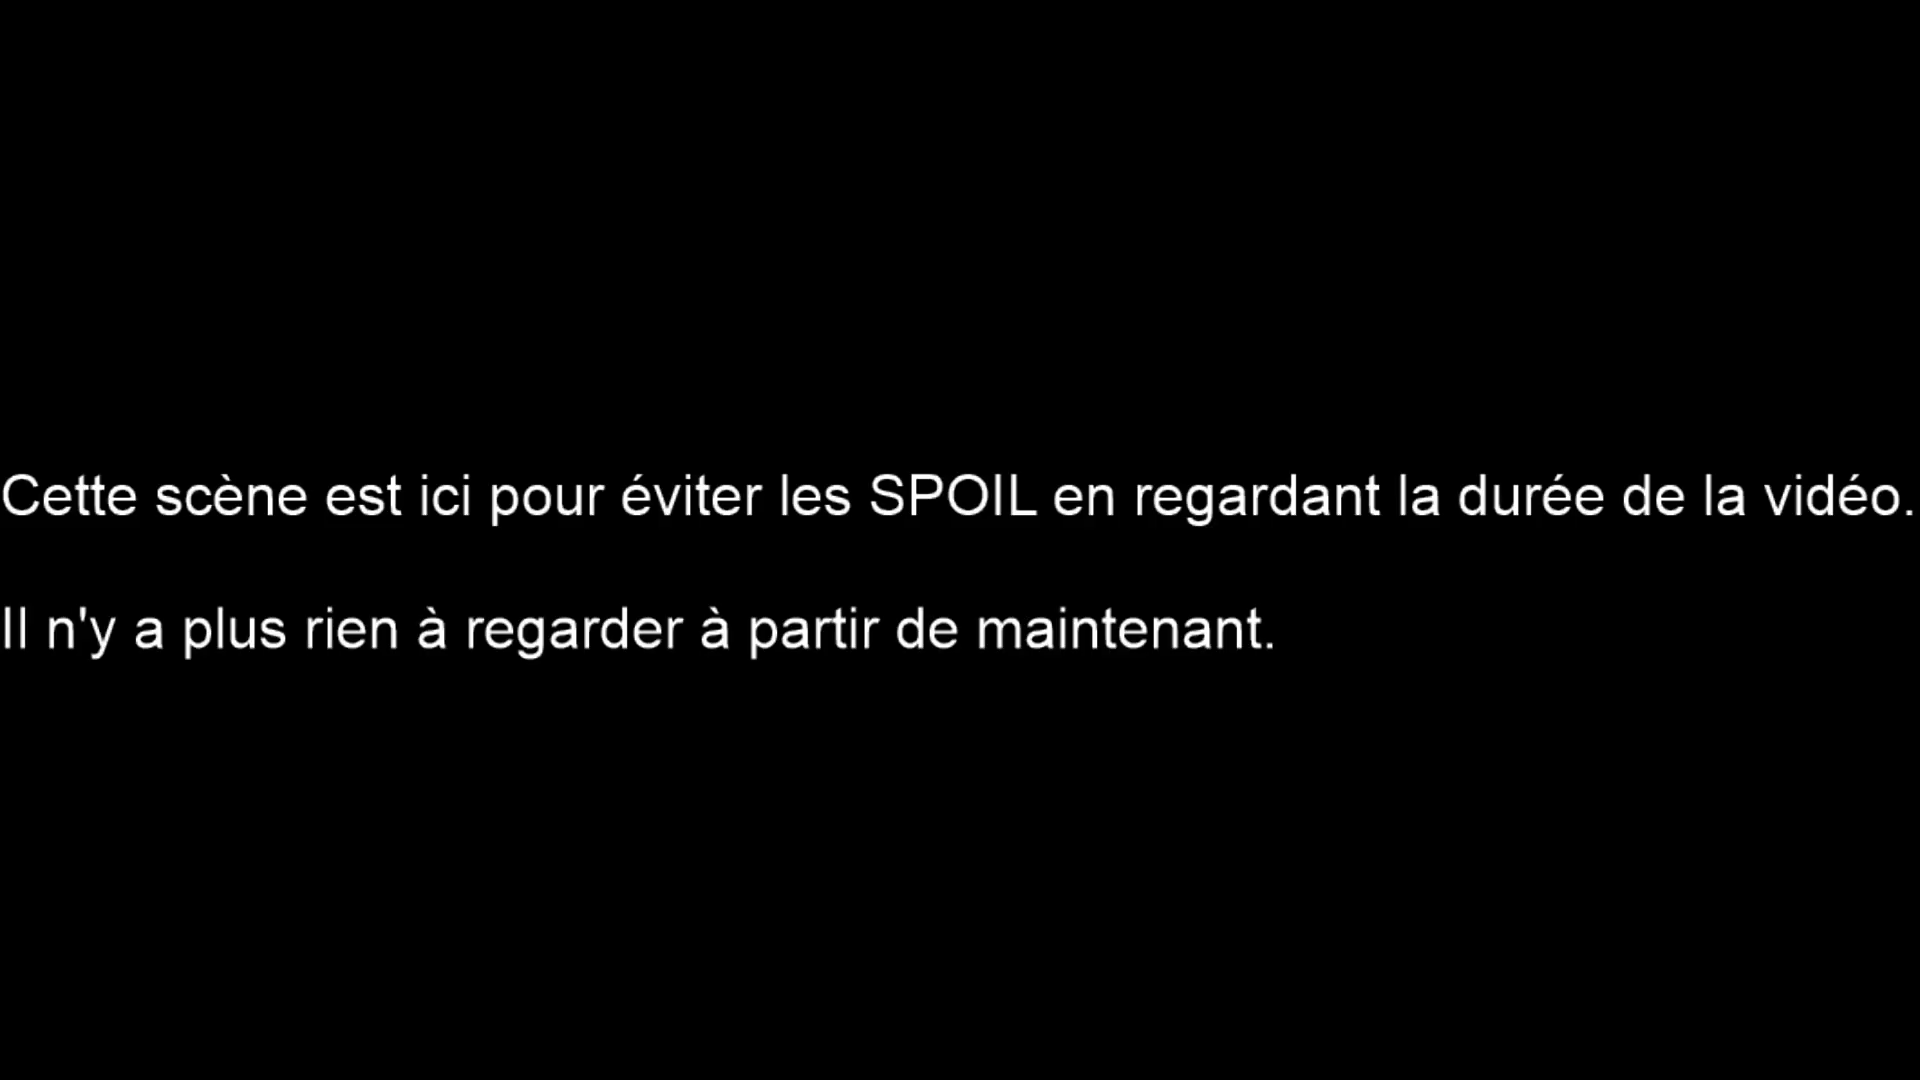 Cette scène est ici pour éviter les SPOIL en regardant la durée de la vidéo.
Il n'y a plus rien à regarder à partir de maintenant.